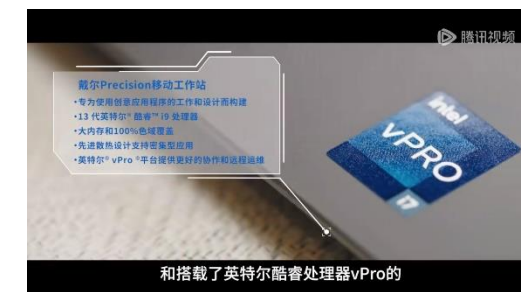 腾讯视频
戴尔Precision移动工作站
·专为使用创意应用程序的工作和设计而构建
·13 代英特尔® 酷睿™ i9 处理器
·大内存和100%色域覆盖
·先进散热设计支持密集型应用
·英特尔® vPro ®平台提供更好的协作和远程运维
intel
vPRO
i7
和搭载了英特尔酷睿处理器vPro的